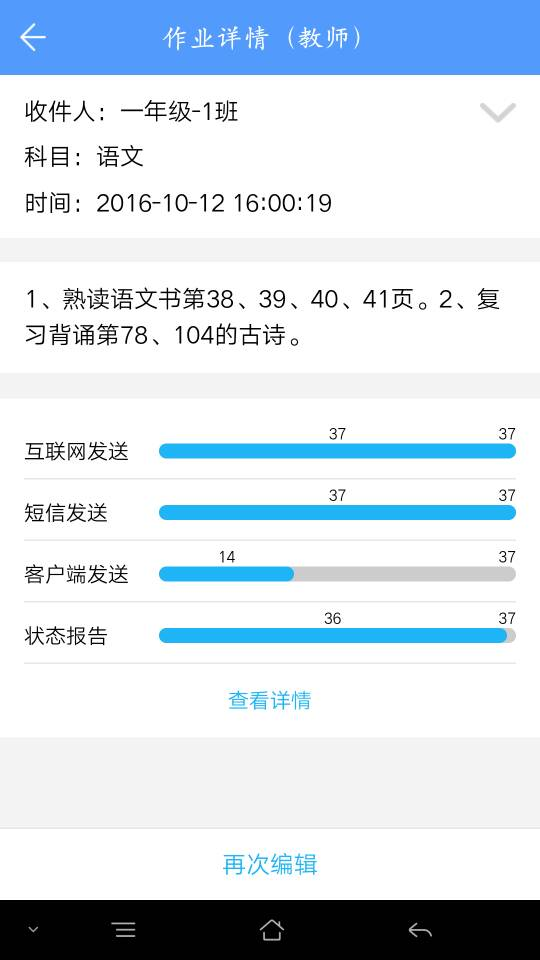 作业详情（教师）
收件人：一年级-1班
科目：语文
时间：2016-10-12 16:00:19
1、熟读语文书第38、39、40、41页。2、复
习背诵第78、104的古诗。
37 37
互联网发送
37 37
短信发送
14 37
客户端发送
36 37
状态报告
查看详情
再次编辑